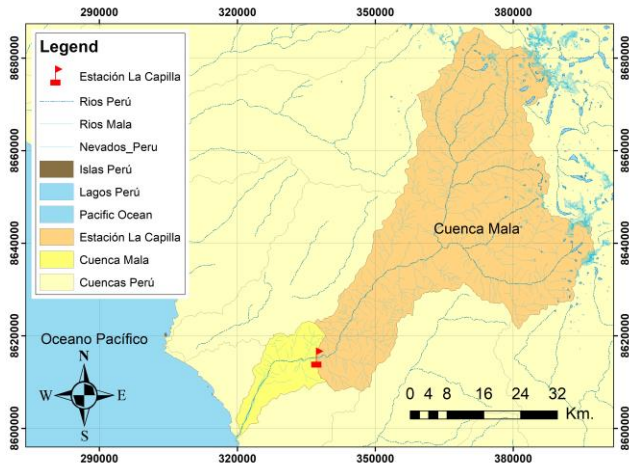 290000 320000 350000 380000
Legend
Estación La Capilla
Rios Perú
Rios Mala
Nevados_Peru
Islas Perú
Lagos Perú
Pacific Ocean
Estación La Capilla
Cuenca Mala
Cuencas Perú
Cuenca Mala
Oceano Pacífico
N
W E
S
0 4 8 16 24 32
Km.
8680000
8660000
8640000
8620000
8600000
8680000
8660000
8640000
8620000
8600000
290000 320000 350000 380000